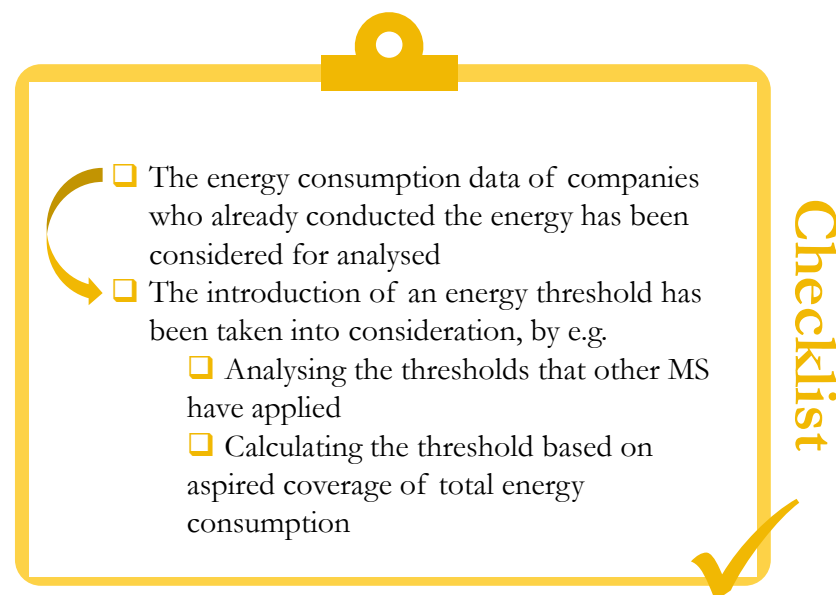 ❑ The energy consumption data of companies
who already conducted the energy has been
considered for analysed
❑ The introduction of an energy threshold has
been taken into consideration, by e.g.
❑ Analysing the thresholds that other MS
have applied
❑ Calculating the threshold based on
aspired coverage of total energy
consumption
Checklist